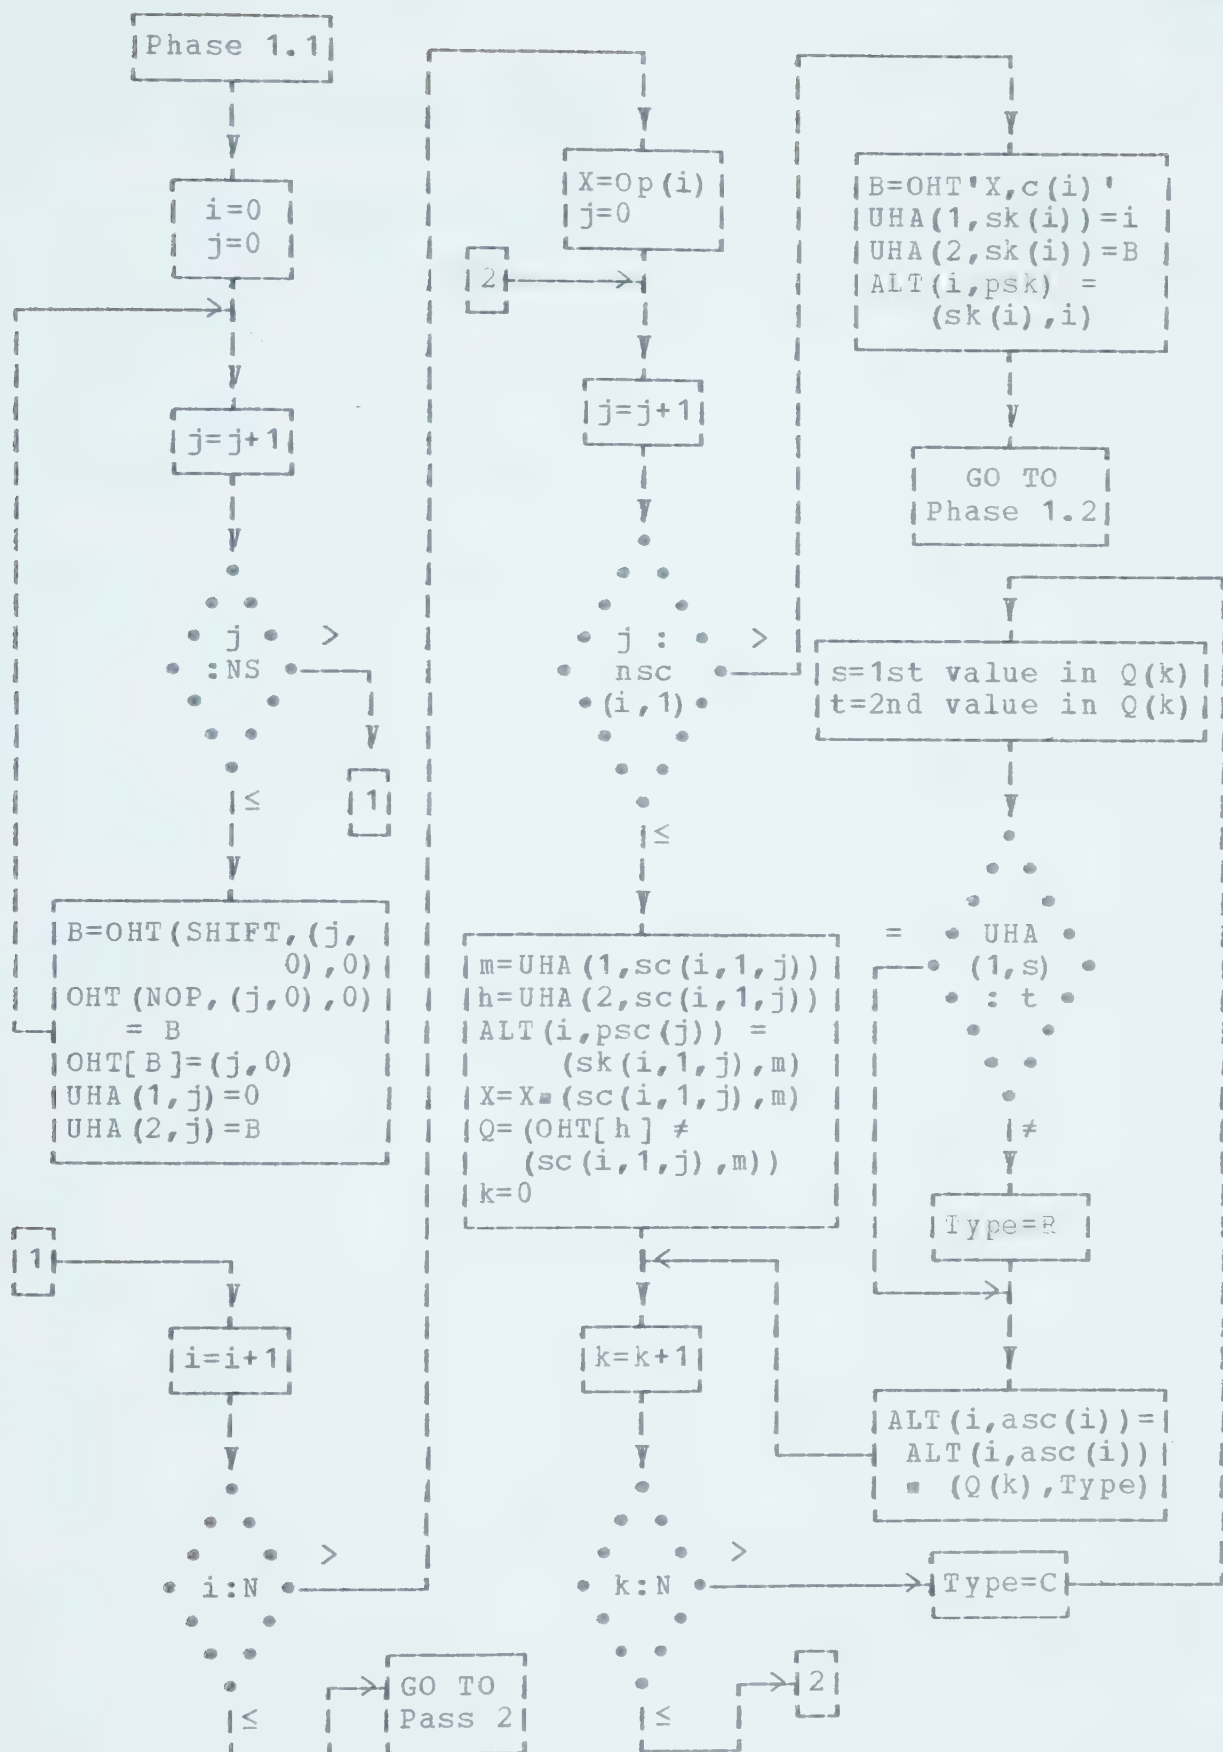 Phase 1.1
i=0
j=0
j=j+1
j
:NS
>
≤
1
B=OHT(SHIFT,(j,
0),0)
OHT(NOP,(j,0),0)
= B
OHT[B]=(j,0)
UHA(1,j)=0
UHA(2,j)=B
1
i=i+1
i:N
>
≤
GO TO
Pass 2
X=Op(i)
j=0
2
j=j+1
j :
nsc
(i,1)
>
≤
m=UHA(1,sc(i,1,j))
h=UHA(2,sc(i,1,j))
ALT(i,psc(j)) =
(sk(i,1,j),m)
X=X■(sc(i,1,j),m)
Q=(OHT[h] ≠
(sc(i,1,j),m))
k=0
k=k+1
k:N
>
≤
2
B=OHT'X,c(i)'
UHA(1,sk(i))=i
UHA(2,sk(i))=B
ALT(i,psk) =
(sk(i),i)
GO TO
Phase 1.2
s=1st value in Q(k)
t=2nd value in Q(k)
UHA
(1,s)
: t
=
≠
Type=R
ALT(i,asc(i))=
ALT(i,asc(i))
■ (Q(k),Type)
Type=C